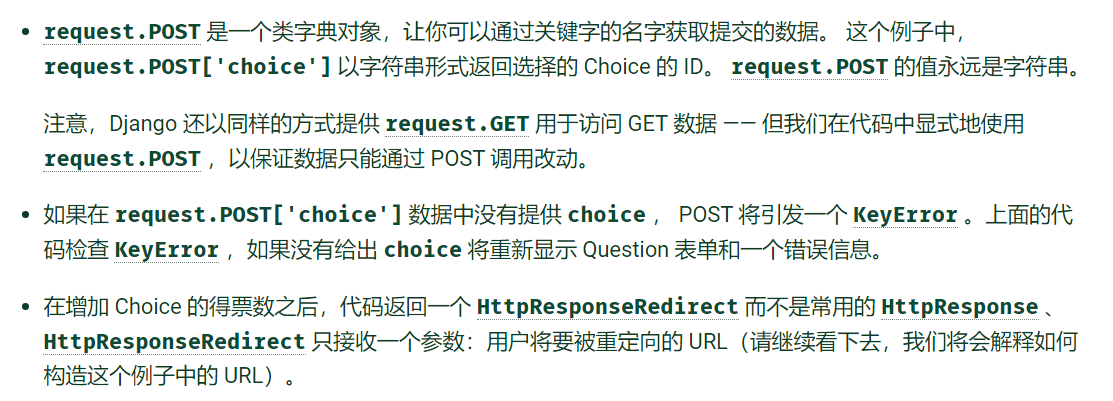 request.POST 是一个类字典对象，让你可以通过关键字的名字获取提交的数据。 这个例子中，
request.POST['choice'] 以字符串形式返回选择的 Choice 的 ID。 request.POST 的值永远是字符串。
注意，Django 还以同样的方式提供 request.GET 用于访问 GET 数据 —— 但我们在代码中显式地使用
request.POST ，以保证数据只能通过 POST 调用改动。
如果在 request.POST['choice'] 数据中没有提供 choice ， POST 将引发一个 KeyError 。上面的代
码检查 KeyError ，如果没有给出 choice 将重新显示 Question 表单和一个错误信息。
在增加 Choice 的得票数之后，代码返回一个 HttpResponseRedirect 而不是常用的 HttpResponse 、
HttpResponseRedirect 只接收一个参数：用户将要被重定向的 URL（请继续看下去，我们将会解释如何
构造这个例子中的 URL）。